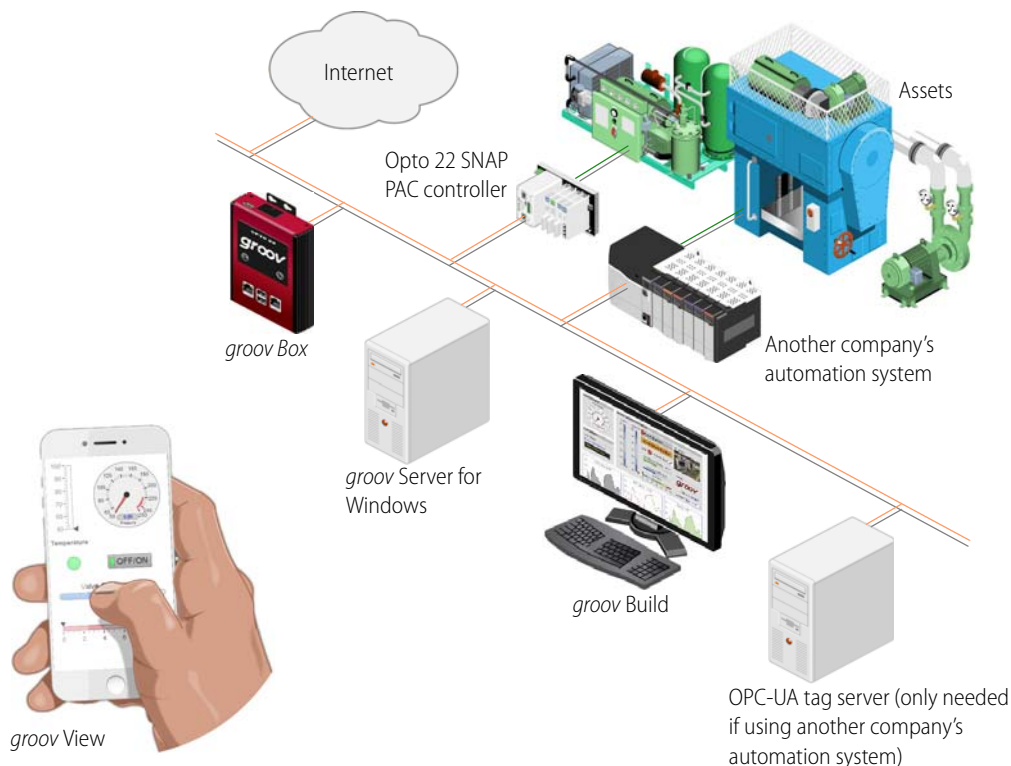 Internet
Assets
Opto 22 SNAP
PAC controller
groov
groov Box
Another company's
automation system
groov Server for
Windows
groov
groov Build
Temperature
OFF/ON
groov View
OPC-UA tag server (only needed
if using another company's
automation system)